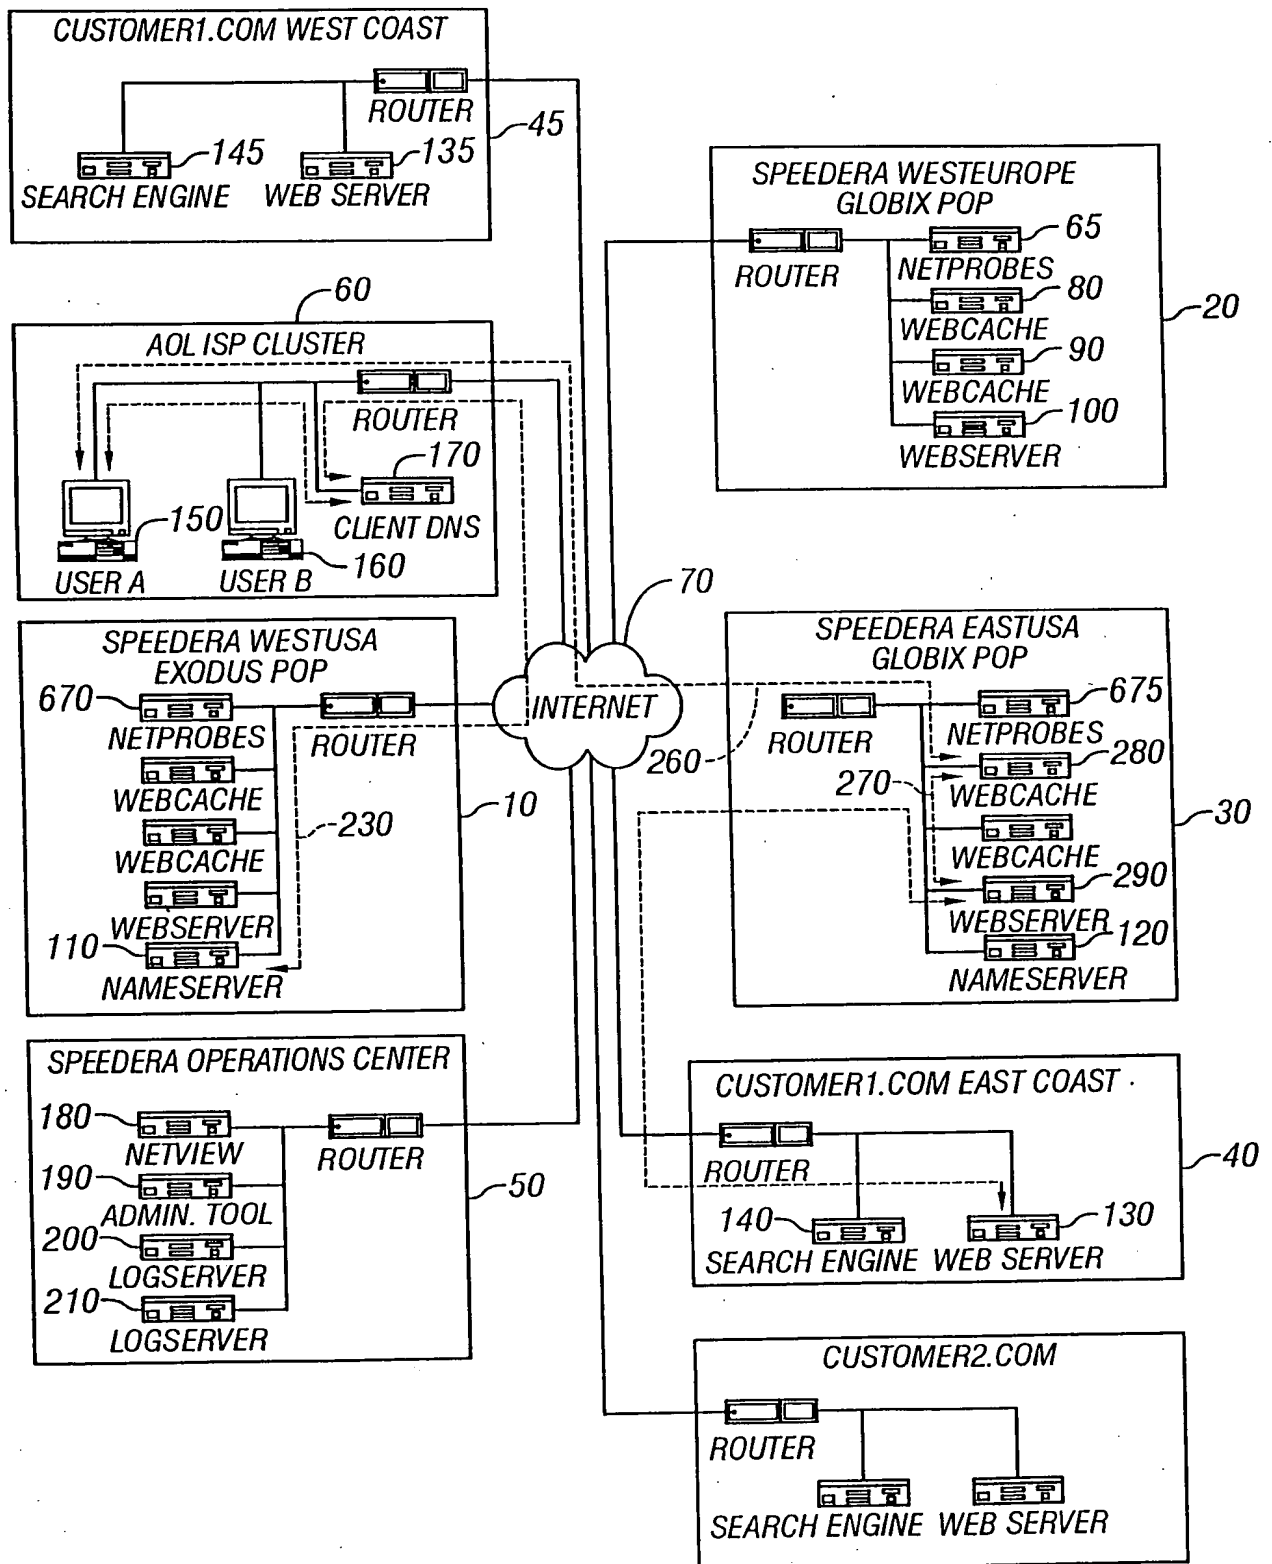 CUSTOMER1.COM WEST COAST
ROUTER
45
145
135
SEARCH ENGINE
WEB SERVER
60
AOL ISP CLUSTER
ROUTER
170
CLIENT DNS
150
160
USER A
USER B
SPEEDERA WESTUSA
EXODUS POP
670
NETPROBES
ROUTER
WEBCACHE
10
230
WEBCACHE
WEBSERVER
110
NAMESERVER
SPEEDERA OPERATIONS CENTER
180
NETVIEW
ROUTER
190
ADMIN. TOOL
50
200
LOGSERVER
210
LOGSERVER
70
INTERNET
SPEEDERA WESTEUROPE
GLOBIX POP
65
ROUTER
NETPROBES
80
WEBCACHE
20
90
WEBCACHE
100
WEBSERVER
SPEEDERA EASTUSA
GLOBIX POP
675
ROUTER
NETPROBES
260
280
270
WEBCACHE
30
WEBCACHE
290
WEBSERVER
120
NAMESERVER
CUSTOMER1.COM EAST COAST
ROUTER
40
140
130
SEARCH ENGINE
WEB SERVER
CUSTOMER2.COM
ROUTER
SEARCH ENGINE
WEB SERVER